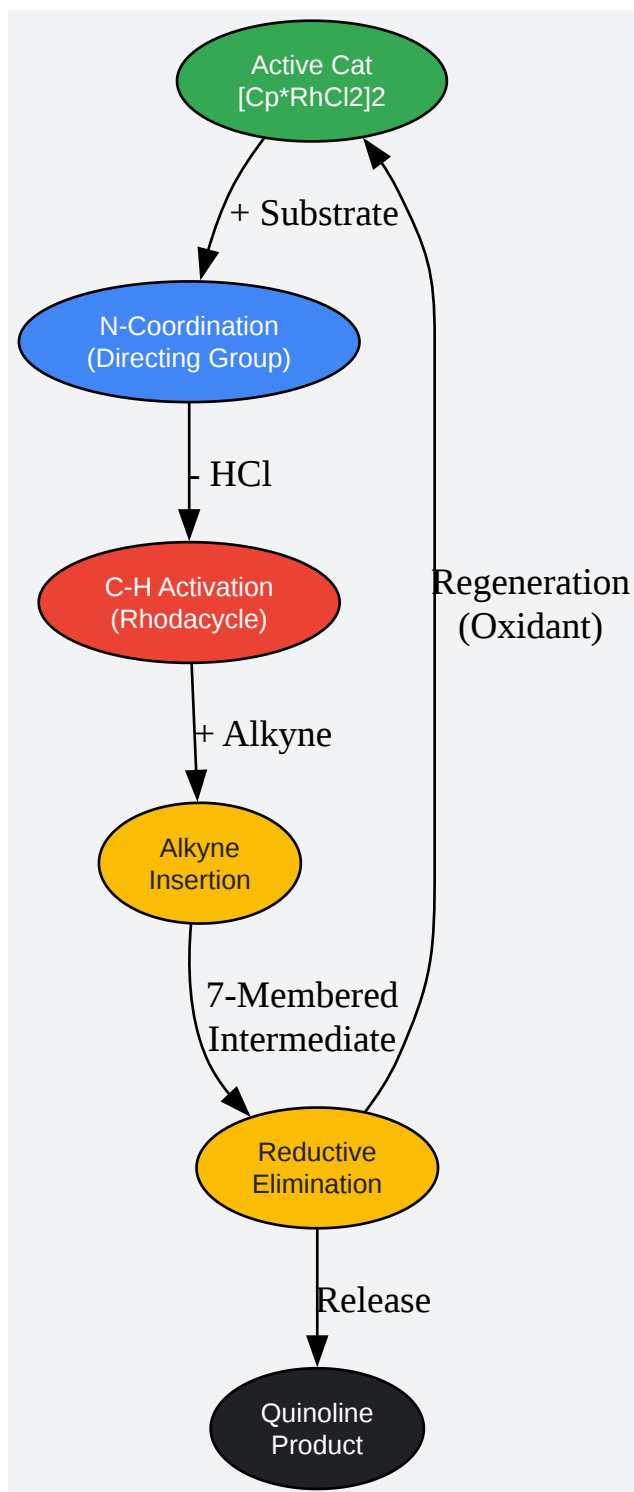 Active Cat
[Cp*RhCl2]2
+ Substrate
N-Coordination
(Directing Group)
- HCl
C-H Activation
(Rhodacycle)
Regeneration
(Oxidant)
+ Alkyne
Alkyne
Insertion
7-Membered
Intermediate
Reductive
Elimination
Release
Quinoline
Product